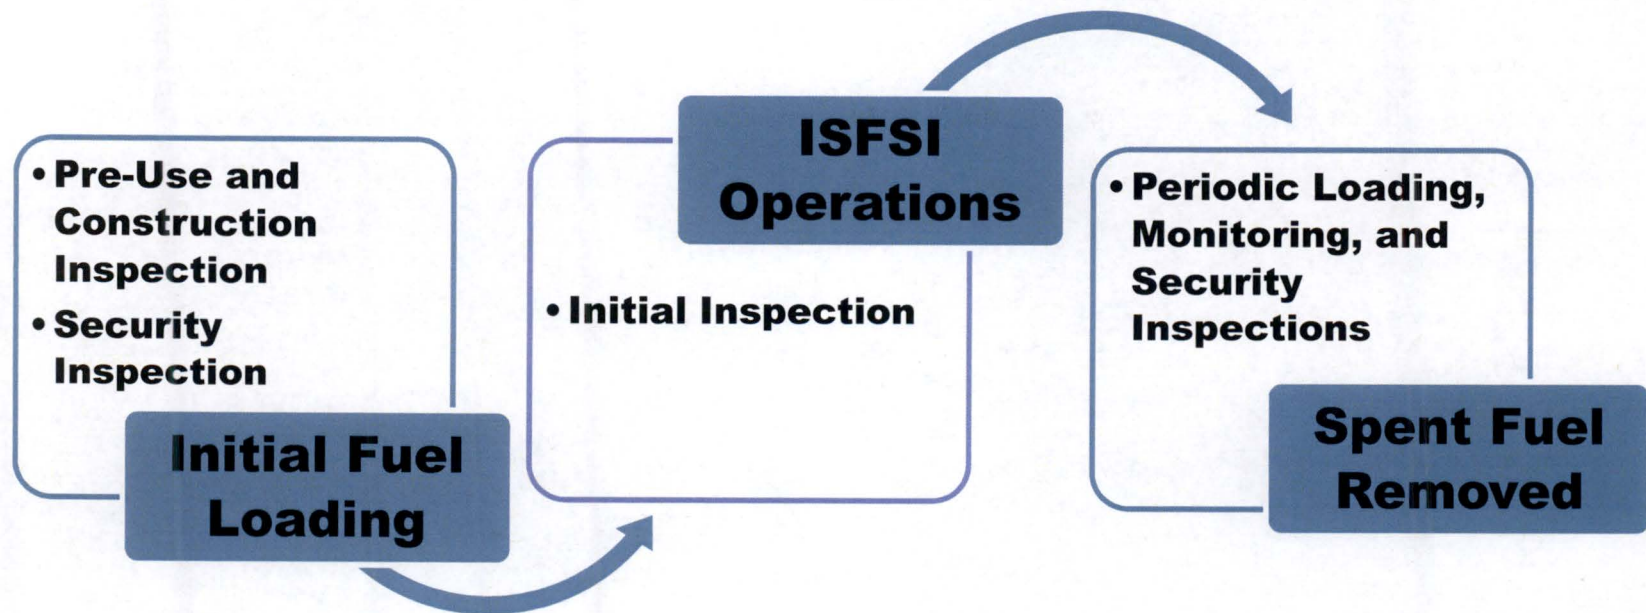 • Pre-Use and
Construction
Inspection
• Security
Inspection
Initial Fuel
Loading
ISFSI
Operations
• Initial Inspection
• Periodic Loading,
Monitoring, and
Security
Inspections
Spent Fuel
Removed